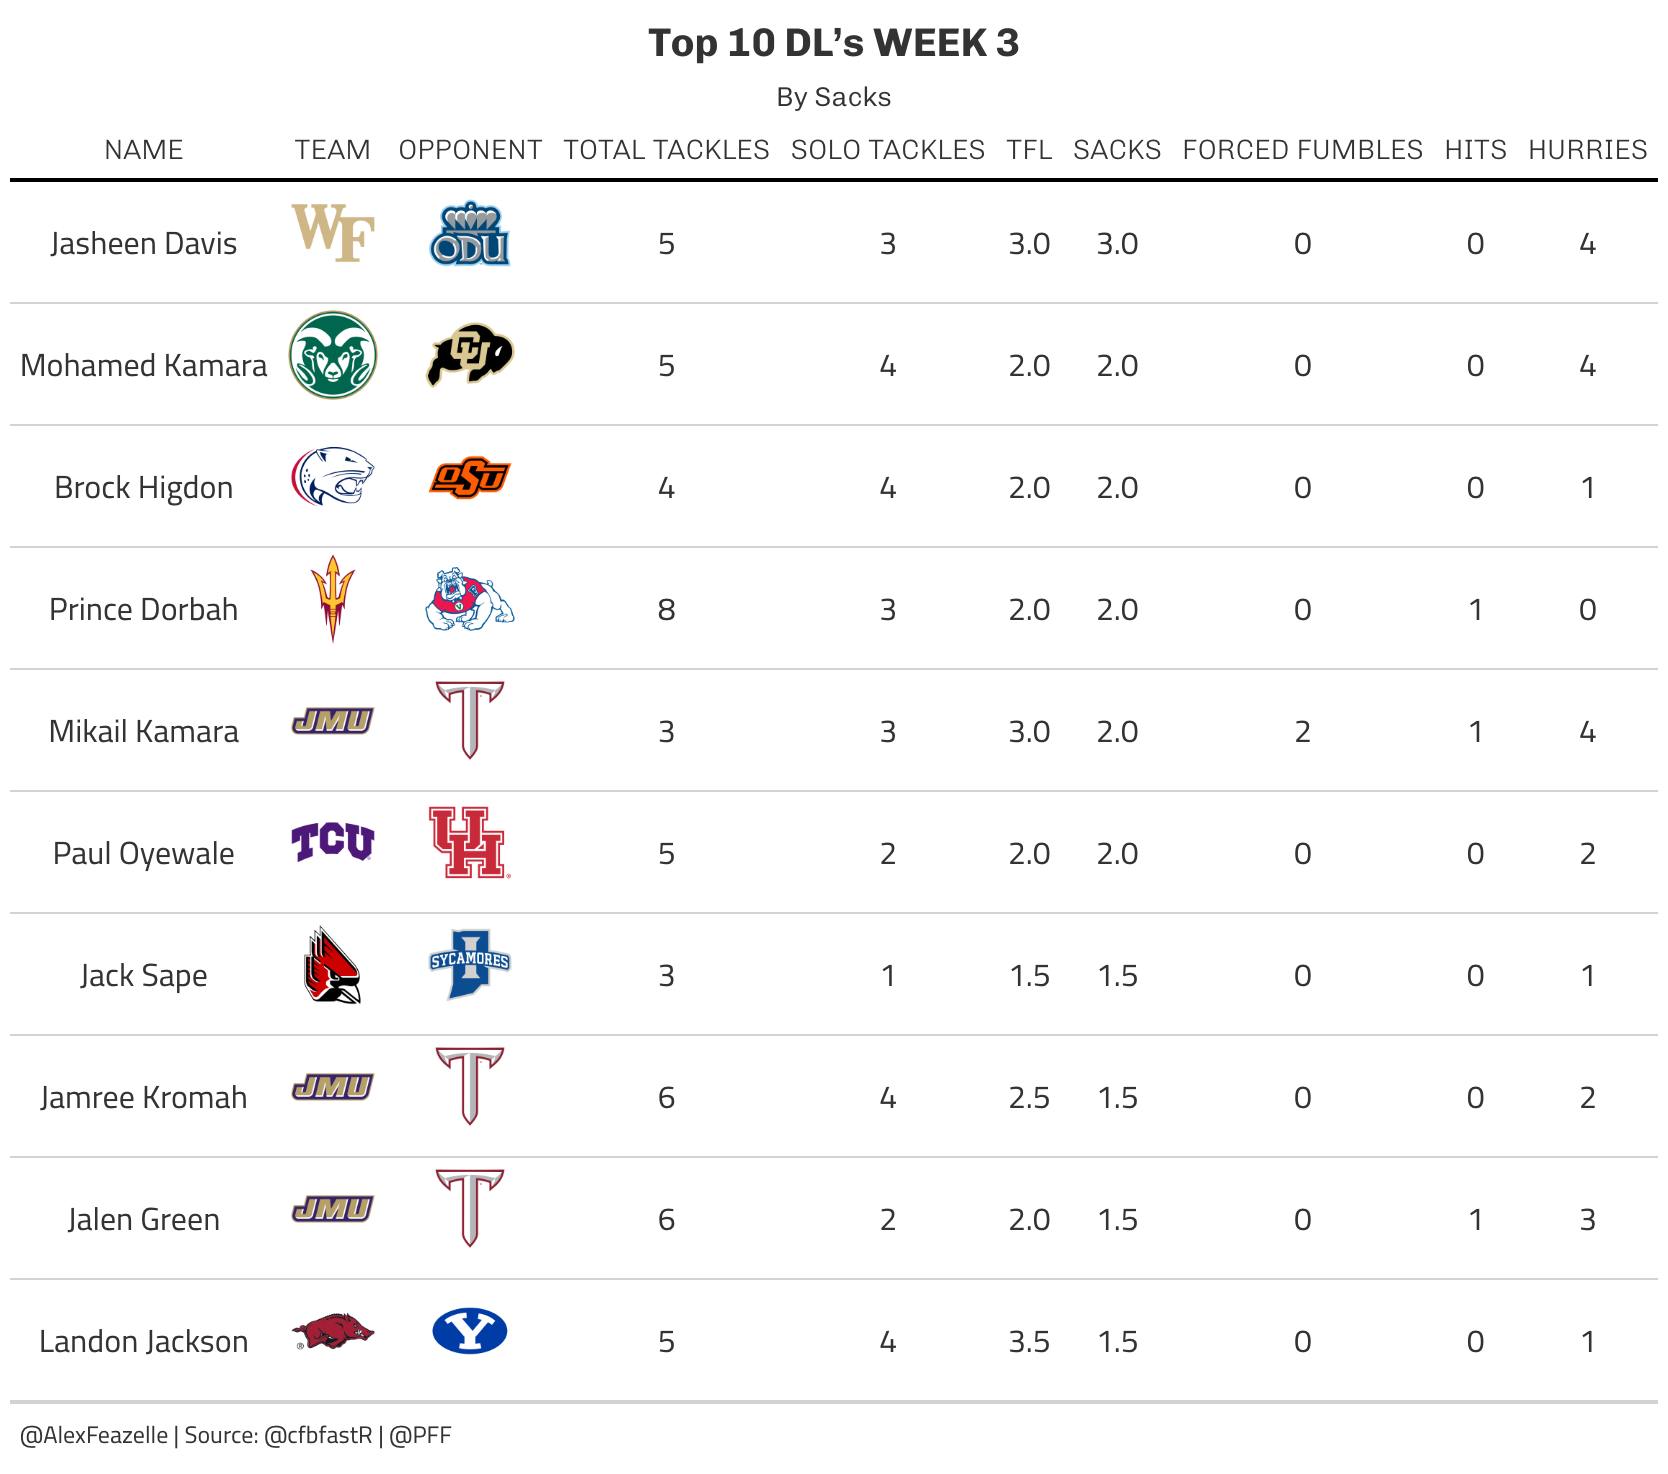 Top 10 DL’s WEEK 3
By Sacks
NAME TEAM OPPONENT TOTAL TACKLES SOLO TACKLES TFL SACKS FORCED FUMBLES HITS HURRIES
Jasheen Davis WF ODU 5 3 3.0 3.0 0 0 4
Mohamed Kamara CU 5 4 2.0 2.0 0 0 4
Brock Higdon OSU 4 4 2.0 2.0 0 0 1
Prince Dorbah 8 3 2.0 2.0 0 1 0
Mikail Kamara JMU T 3 3 3.0 2.0 2 1 4
Paul Oyewale TCU UH 5 2 2.0 2.0 0 0 2
Jack Sape I SYCAMORES 3 1 1.5 1.5 0 0 1
Jamree Kromah JMU T 6 4 2.5 1.5 0 0 2
Jalen Green JMU T 6 2 2.0 1.5 0 1 3
Landon Jackson ® Y 5 4 3.5 1.5 0 0 1
@AlexFeazelle | Source: @cfbfastR | @PFF